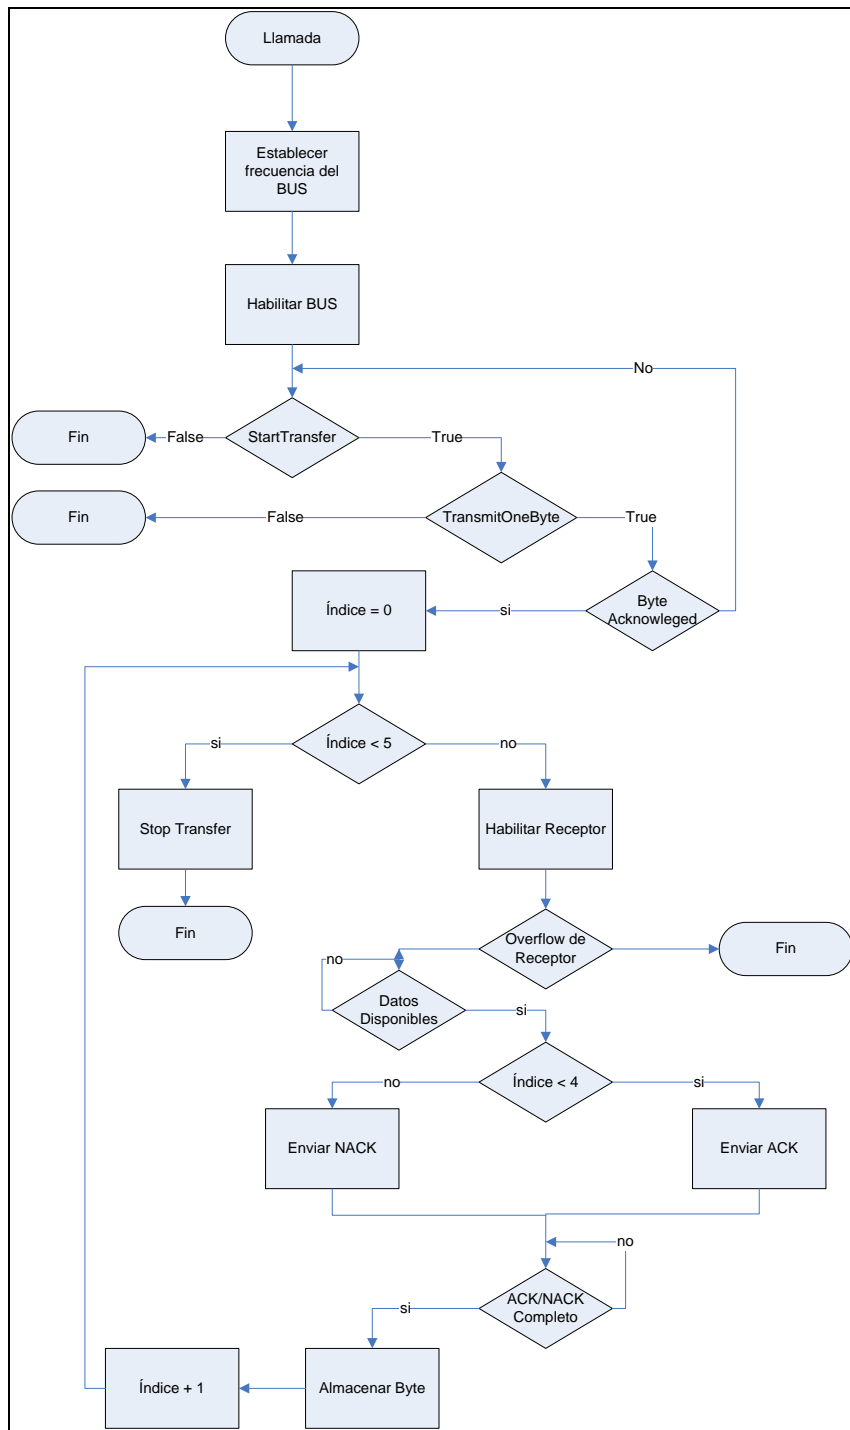 Llamada
Establecer
frecuencia del
BUS
Habilitar BUS
No
Fin
False
StartTransfer
True
Fin
False
TransmitOneByte
True
Índice = 0
si
Byte
Acknowleged
Índice < 5
si
no
Stop Transfer
Habilitar Receptor
Fin
Overflow de
Receptor
Fin
no
Datos
Disponibles
si
Índice < 4
no
si
Enviar NACK
Enviar ACK
no
ACK/NACK
Completo
si
Índice + 1
Almacenar Byte